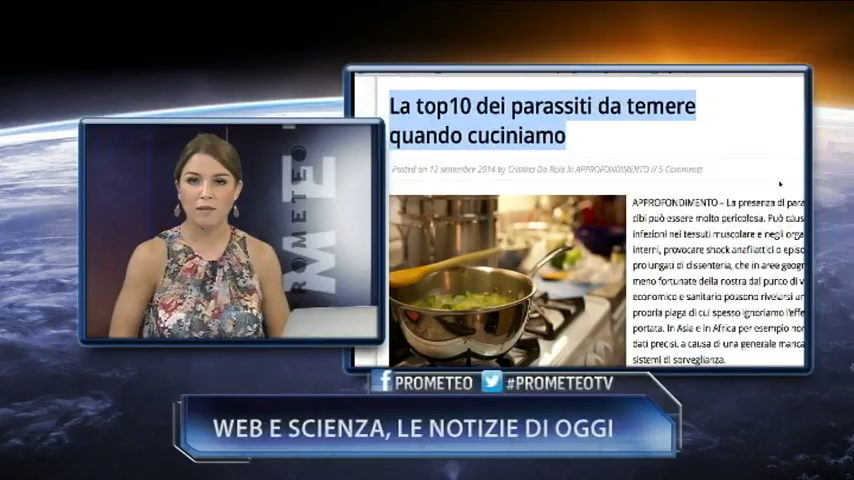 La top10 dei parassiti da temere
quando cuciniamo
Posted on 12 settembre 2014 by Cristina Da Rold in APPROFONDIMENTO // 5 Comments
APPROFONDIMENTO – La presenza di para
cibi può essere molto pericolosa. Può caus
infezioni nei tessuti muscolare e negli orga
interni, provocare shock anafilattici o episo
prolungati di dissenteria, che in aree geogr
meno fortunate della nostra dal punto di v
economico e sanitario possono rivelarsi un
propria plaga di cui spesso ignoriamo l'effe
portata. In Asia e in Africa per esempio non
dati precisi, a causa di una generale manca
sistemi di sorveglianza.
PROMETEO
ME
PROMETEO #PROMETEOTV
WEB E SCIENZA, LE NOTIZIE DI OGGI